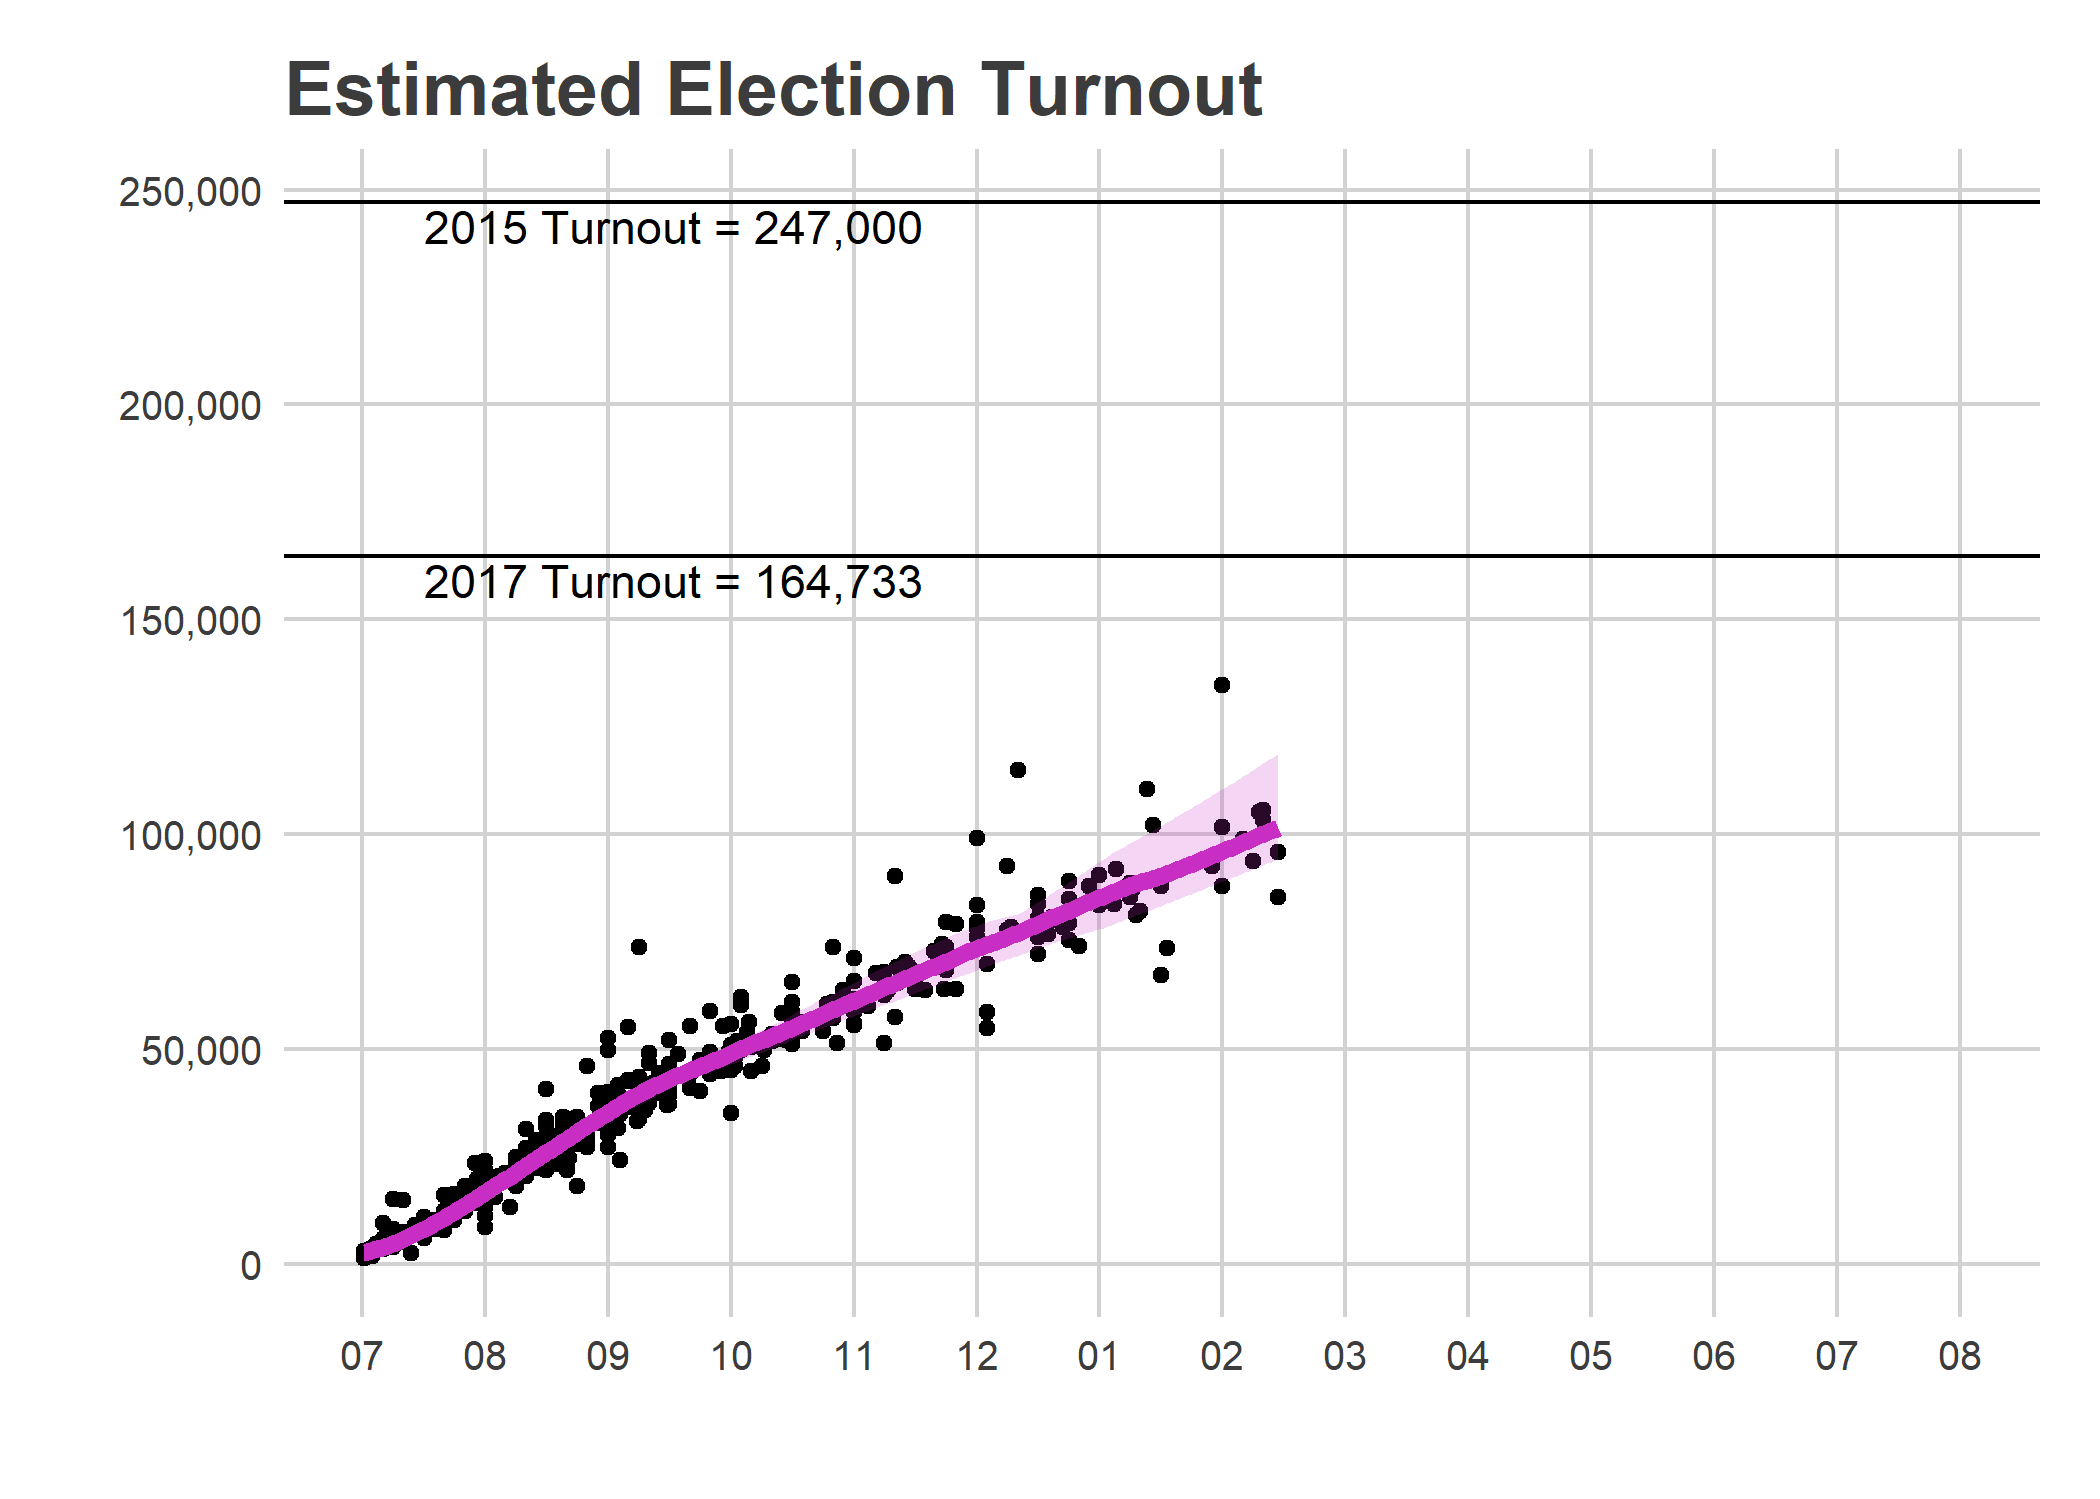 Estimated Election Turnout
250,000
2015 Turnout = 247,000
200,000
2017 Turnout = 164,733
150,000
100,000
50,000
0
07 08 09 10 11 12 01 02 03 04 05 06 07 08